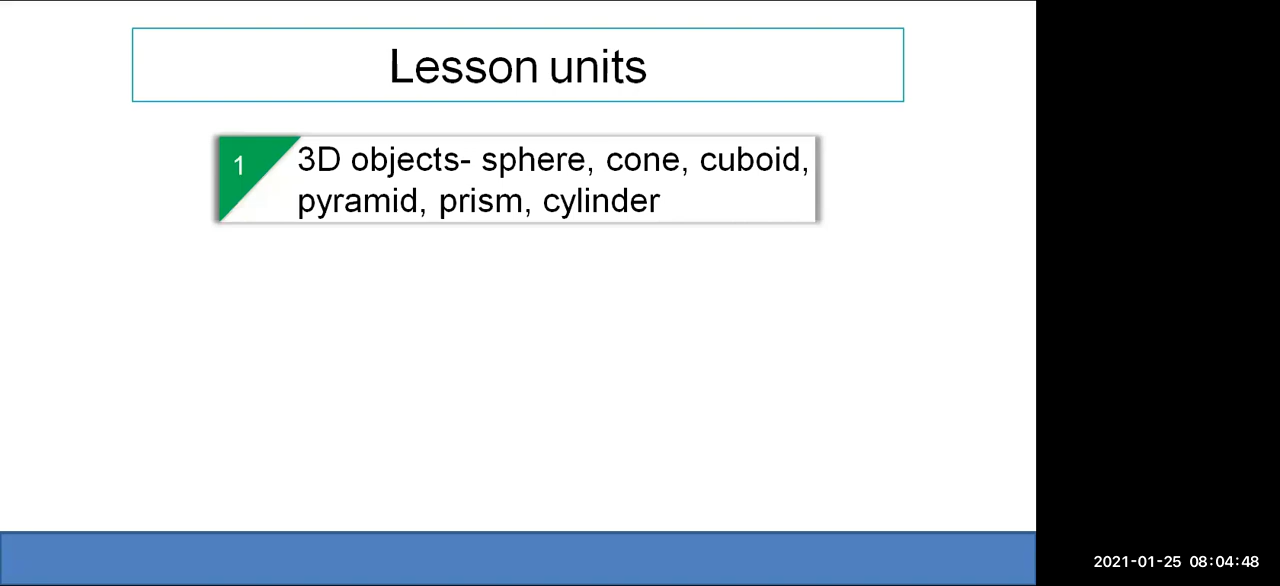 Lesson units
1
3D objects- sphere, cone, cuboid,
pyramid, prism, cylinder
2021-01-25 08:04:48